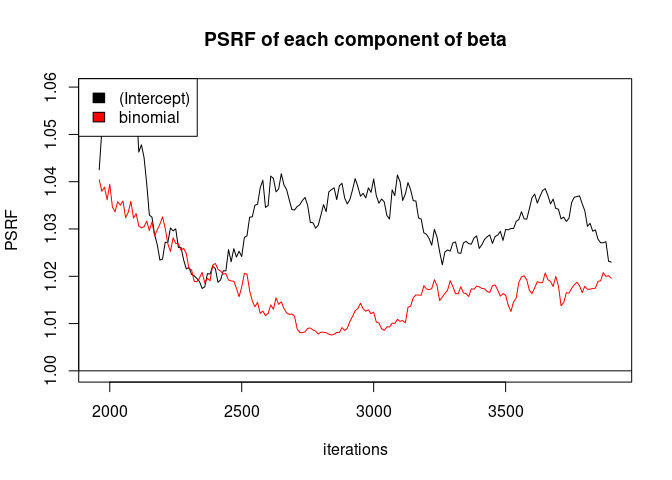 PSRF of each component of beta
(Intercept)
binomial
PSRF
1.06
1.05
1.04
1.03
1.02
1.01
1.00
2000 2500 3000 3500
iterations